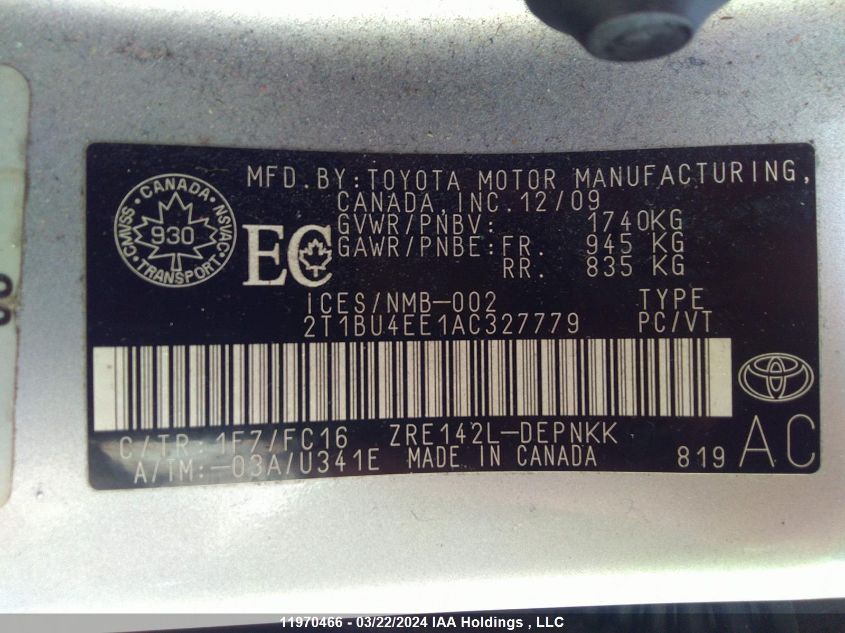 MFD.BY:TOYOTA MOTOR MANUFACTURING,
CANADA,INC.12/09
GVWR/PNBV: 1740KG
GAWR/PNBE:FR. 945 KG
RR. 835 KG
CANADA
CMVSS NSVAC
930
TRANSPORT
EC
ICES/NMB-002 TYPE
2T1BU4EE1AC327779 PC/VT
C/TR:1F7/FC16 ZRE142L-DEPNKK
A/TM:-03A/U341E MADE IN CANADA 819 AC
11970466 - 03/22/2024 IAA Holdings , LLC